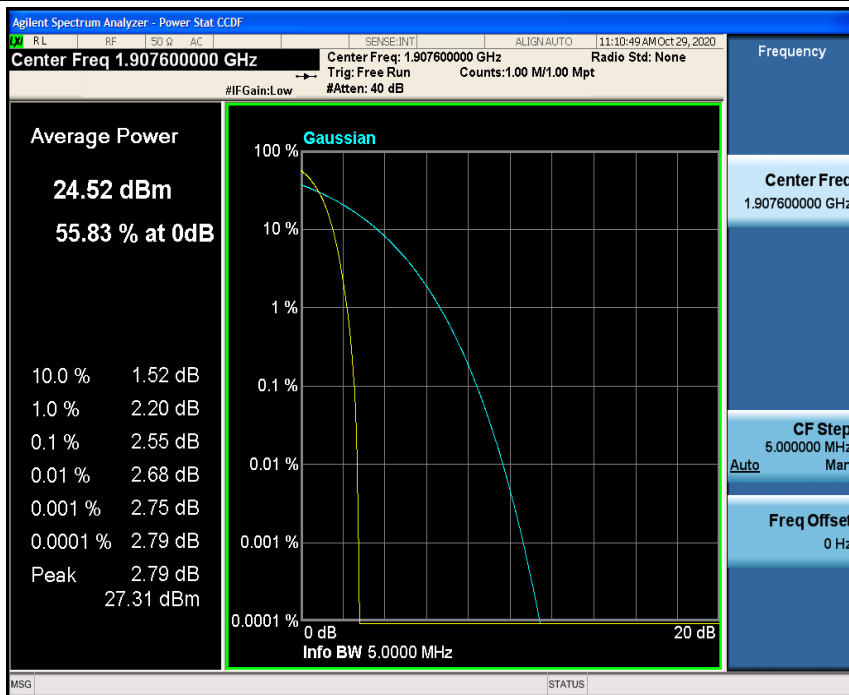 Agilent Spectrum Analyzer - Power Stat CCDF
LXI RL RF 50 Ω AC SENSE:INT ALIGN AUTO 11:10:49 AM Oct 29, 2020
Center Freq 1.907600000 GHz
Center Freq: 1.907600000 GHz Radio Std: None
Trig: Free Run Counts:1.00 M/1.00 Mpt
#IFGain:Low #Atten: 40 dB
Average Power
24.52 dBm
55.83 % at 0dB
10.0 % 1.52 dB
1.0 % 2.20 dB
0.1 % 2.55 dB
0.01 % 2.68 dB
0.001 % 2.75 dB
0.0001 % 2.79 dB
Peak 2.79 dB
27.31 dBm
Gaussian
100 %
10 %
1 %
0.1 %
0.01 %
0.001 %
0.0001 %
0 dB 20 dB
Info BW 5.0000 MHz
Frequency
Center Freq
1.907600000 GHz
CF Step
5.000000 MHz
Auto Man
Freq Offset
0 Hz
MSG STATUS